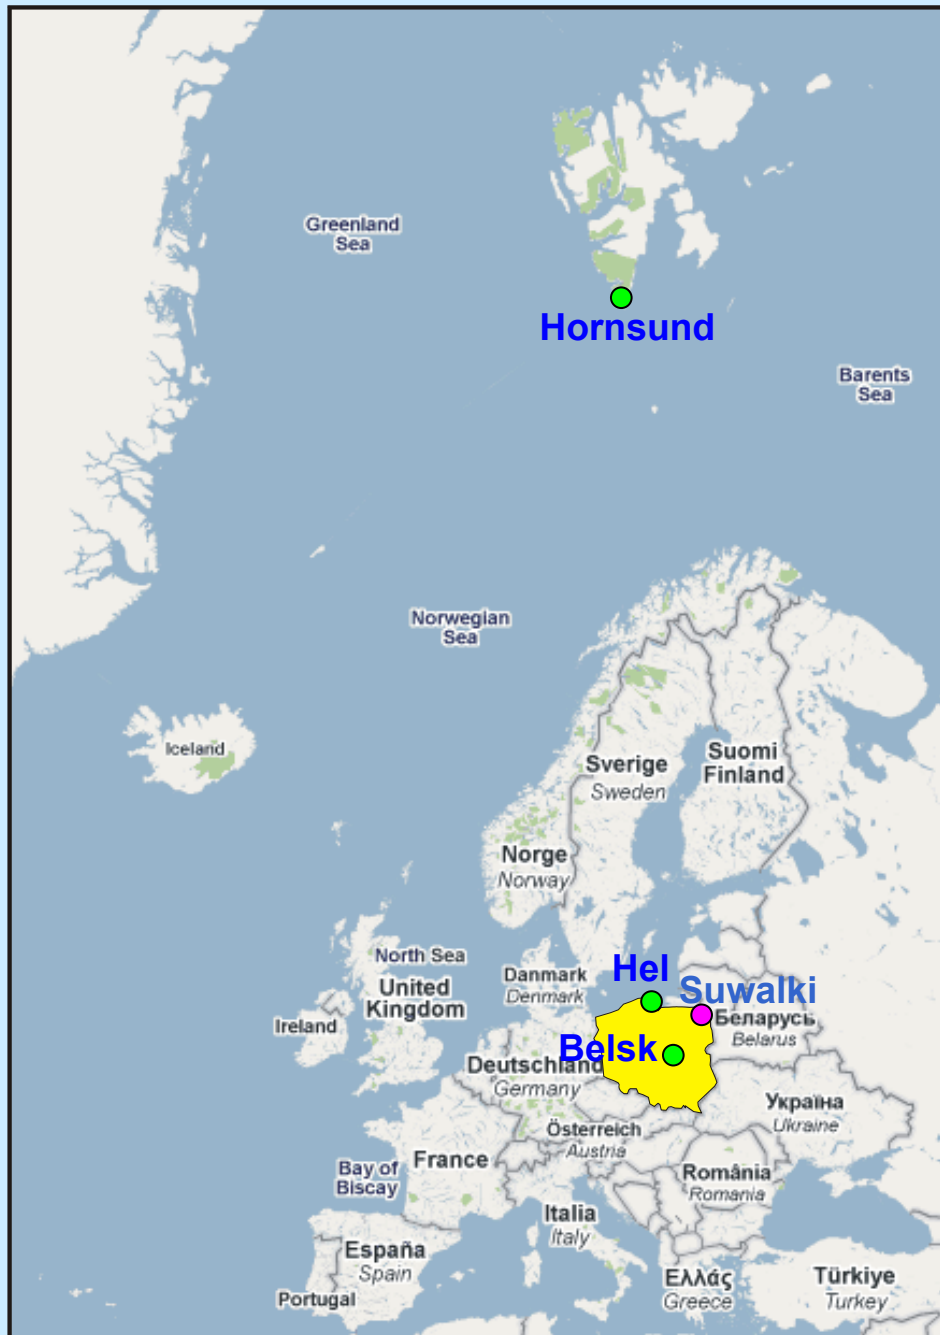 Greenland
Sea
Hornsund
Barents
Sea
Norwegian
Sea
Iceland
Suomi
Finland
Sverige
Sweden
Norge
Norway
North Sea
Hel
Danmark
Denmark
Suwalki
United
Kingdom
Ireland
Беларусь
Belarus
Belsk
Deutschland
Germany
Україна
Ukraine
Österreich
Austria
France
Bay of
Biscay
România
Romania
Italia
Italy
España
Spain
Portugal
Ελλάς
Greece
Türkiye
Turkey